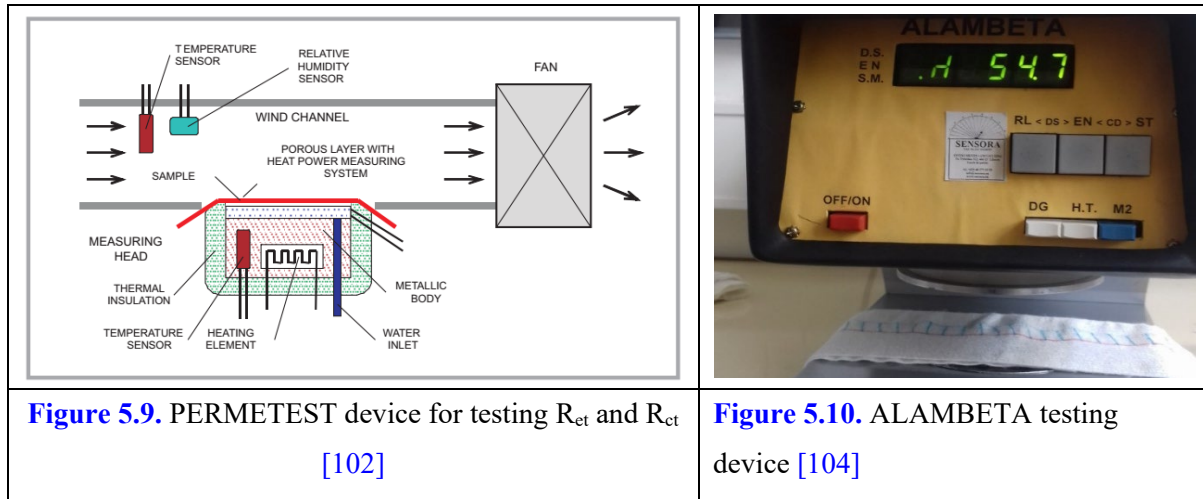 TEMPERATURE
SENSOR
RELATIVE
HUMIDITY
SENSOR
FAN
WIND CHANNEL
POROUS LAYER WITH
HEAT POWER MEASURING
SYSTEM
SAMPLE
MEASURING
HEAD
THERMAL
INSULATION
METALLIC
BODY
TEMPERATURE
SENSOR
HEATING
ELEMENT
WATER
INLET
ALAMBETA
D.S.
E N
S.M.
54.7
RL < DS > EN < CD > ST
SENSORA
OFF/ON
DG H.T. M2
Figure 5.9. PERMETEST device for testing Ret and Rct
[102]
Figure 5.10. ALAMBETA testing
device [104]